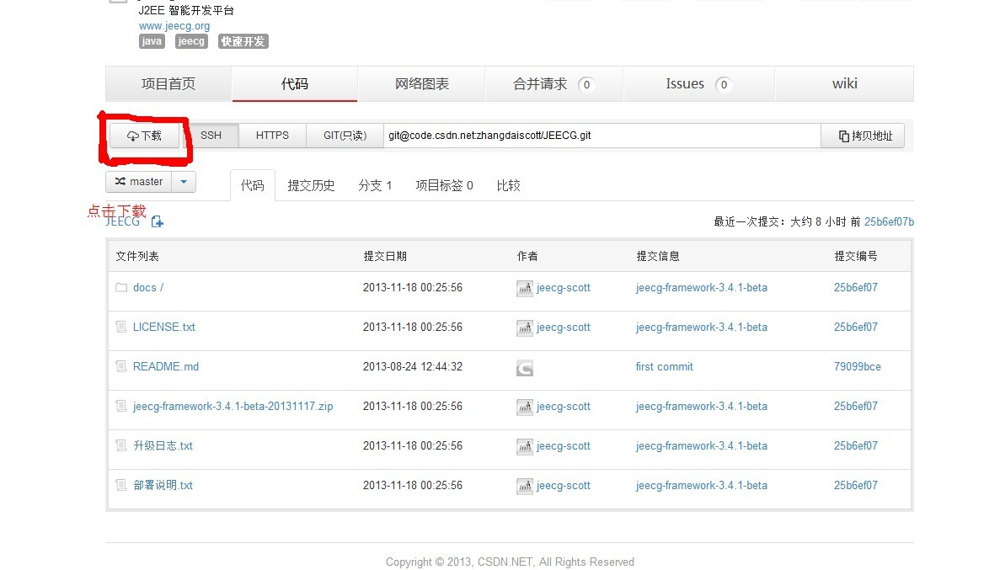 J2EE 智能开发平台
www.jeecg.org
java jeecg 快速开发
项目首页 代码 网络图表 合并请求 0 Issues 0 wiki
下载 SSH HTTPS GIT(只读) git@code.csdn.net:zhangdaiscott/JEECG.git 拷贝地址
master 代码 提交历史 分支 1 项目标签 0 比较
点击下载
JEECG 最近一次提交：大约 8 小时 前 25b6ef07b
文件列表 提交日期 作者 提交信息 提交编号
docs / 2013-11-18 00:25:56 jeecg-scott jeecg-framework-3.4.1-beta 25b6ef07
LICENSE.txt 2013-11-18 00:25:56 jeecg-scott jeecg-framework-3.4.1-beta 25b6ef07
README.md 2013-08-24 12:44:32 first commit 79099bce
jeecg-framework-3.4.1-beta-20131117.zip 2013-11-18 00:25:56 jeecg-scott jeecg-framework-3.4.1-beta 25b6ef07
升级日志.txt 2013-11-18 00:25:56 jeecg-scott jeecg-framework-3.4.1-beta 25b6ef07
部署说明.txt 2013-11-18 00:25:56 jeecg-scott jeecg-framework-3.4.1-beta 25b6ef07
Copyright © 2013, CSDN.NET, All Rights Reserved